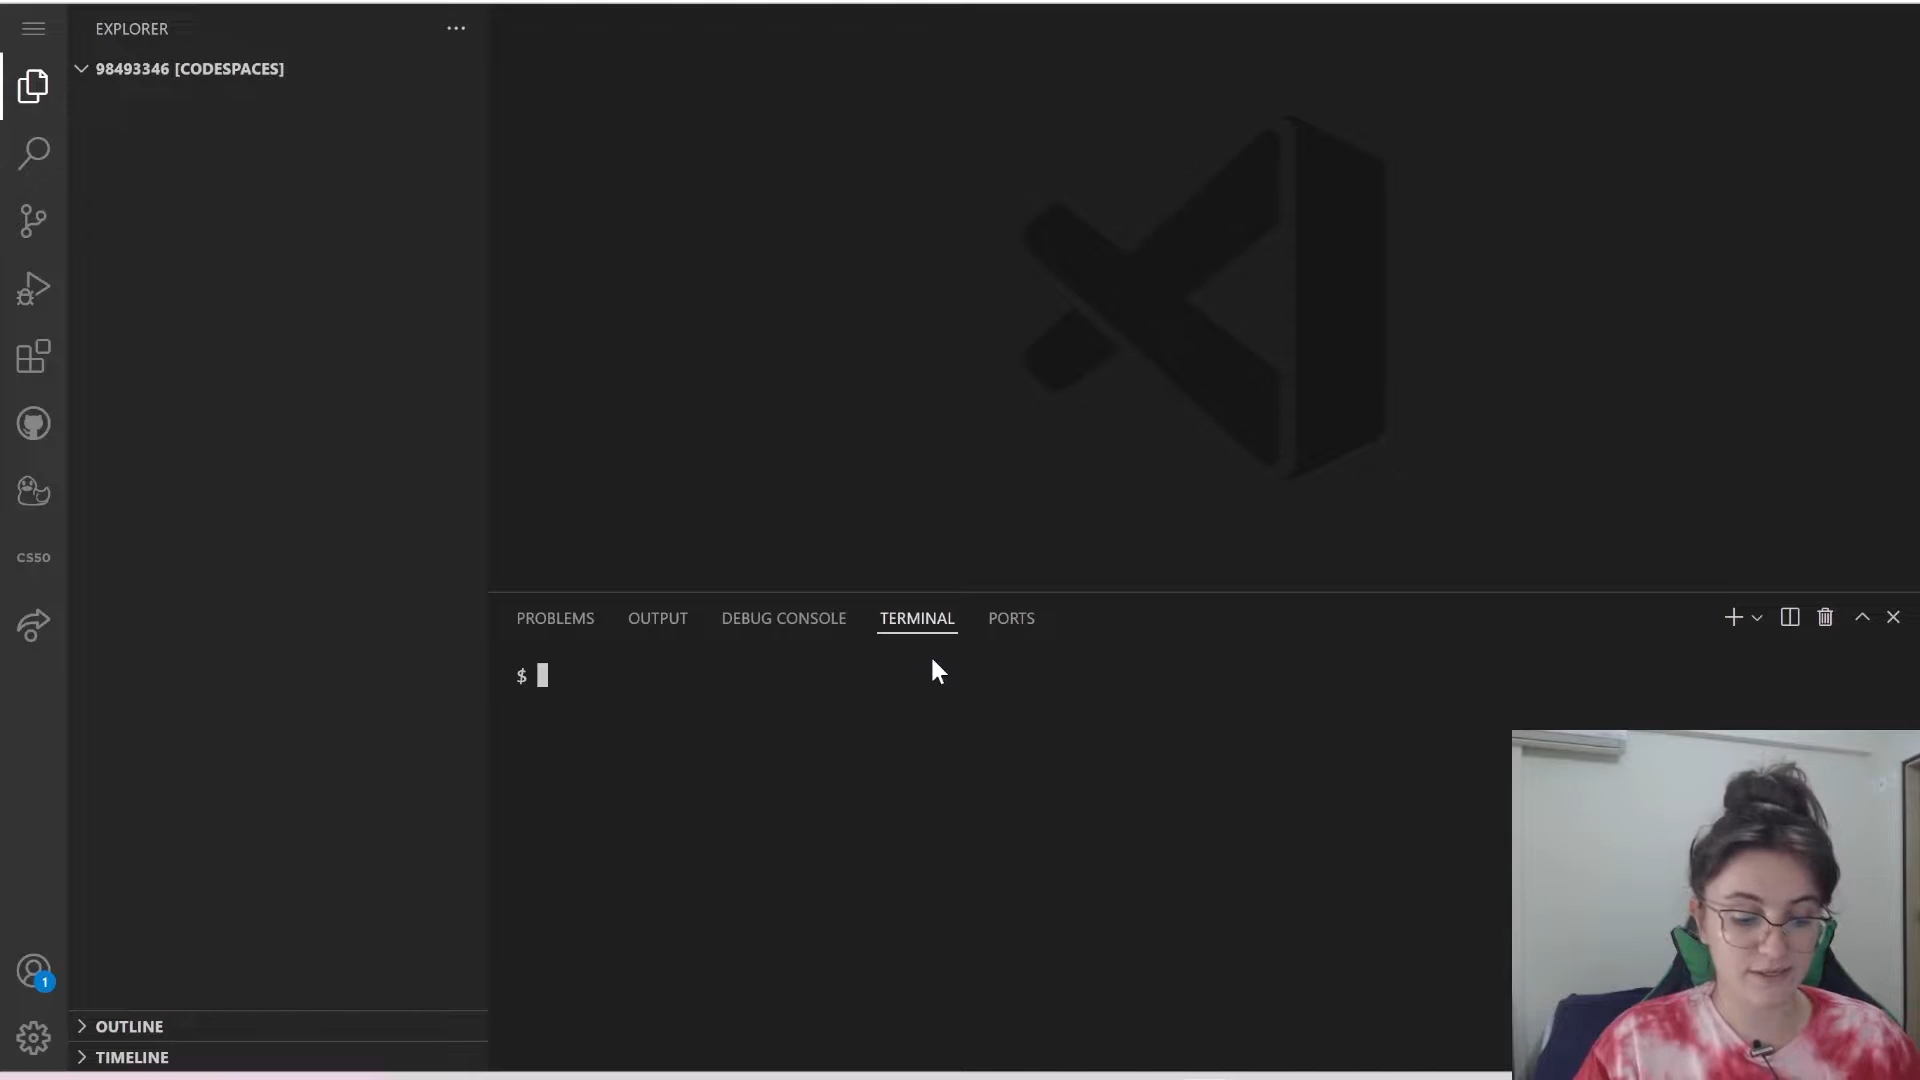 EXPLORER
98493346 [CODESPACES]
CS50
PROBLEMS OUTPUT DEBUG CONSOLE TERMINAL PORTS
$
1
OUTLINE
TIMELINE